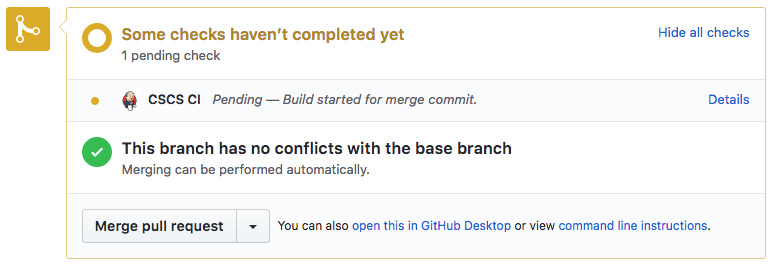 Some checks haven’t completed yet
Hide all checks
1 pending check
CSCS CI Pending — Build started for merge commit.
Details
This branch has no conflicts with the base branch
Merging can be performed automatically.
Merge pull request
You can also open this in GitHub Desktop or view command line instructions.